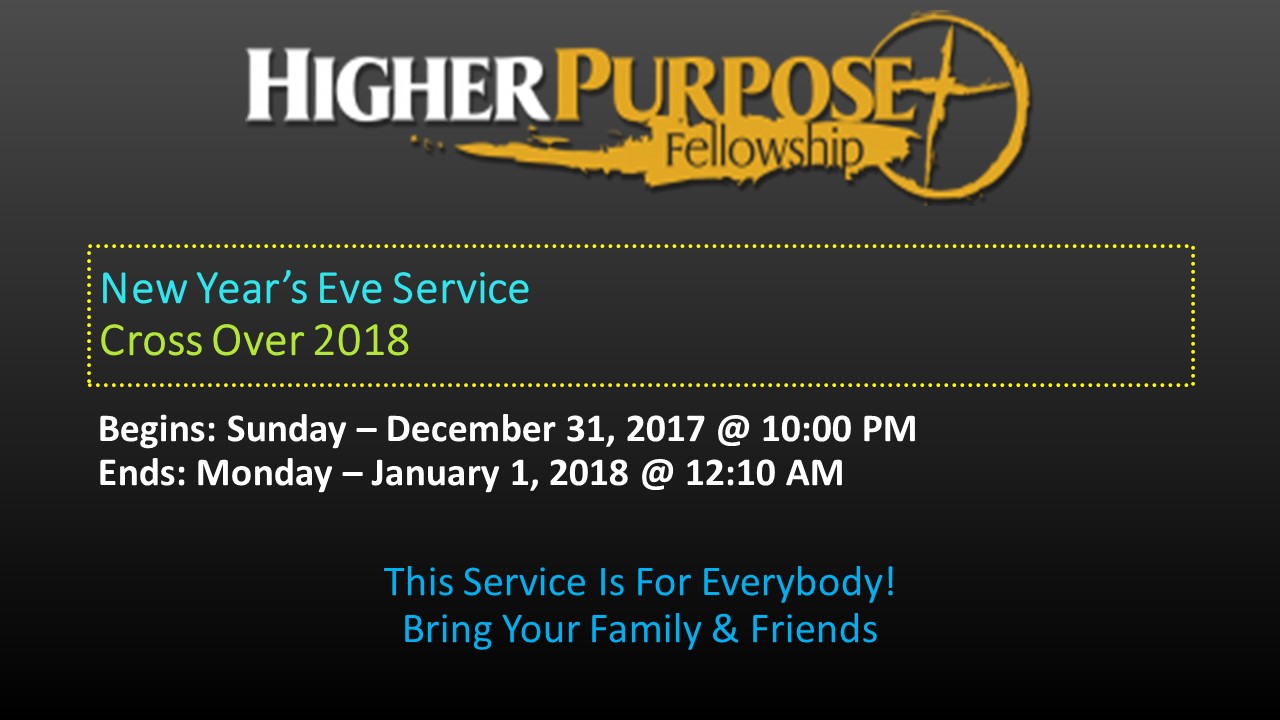 HIGHER PURPOSE
Fellowship
New Year’s Eve Service
Cross Over 2018
Begins: Sunday – December 31, 2017 @ 10:00 PM
Ends: Monday – January 1, 2018 @ 12:10 AM
This Service Is For Everybody!
Bring Your Family & Friends